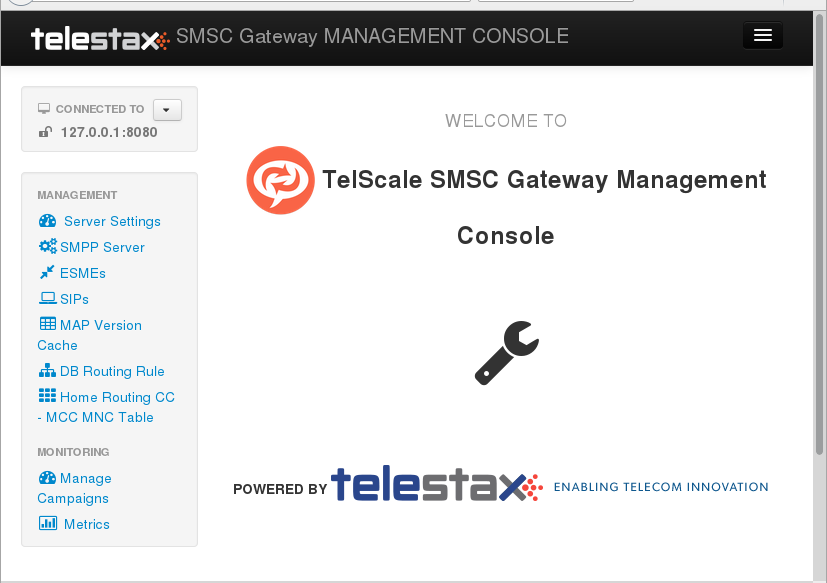 telestax SMSC Gateway MANAGEMENT CONSOLE
CONNECTED TO
127.0.0.1:8080
MANAGEMENT
Server Settings
SMPP Server
ESMEs
SIPs
MAP Version
Cache
DB Routing Rule
Home Routing CC
- MCC MNC Table
MONITORING
Manage
Campaigns
Metrics
WELCOME TO
TelScale SMSC Gateway Management
Console
POWERED BY telestax ENABLING TELECOM INNOVATION